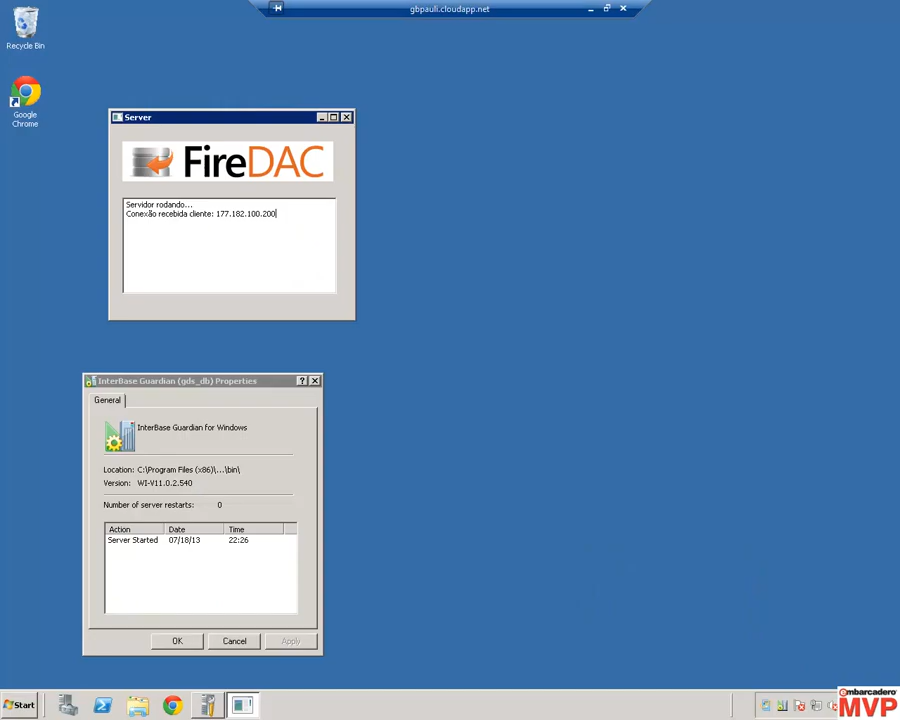 gbpauli.cloudapp.net
Recycle Bin
Google
Chrome
Server
FireDAC
Servidor rodando...
Conexão recebida cliente: 177.182.100.200
InterBase Guardian (gds_db) Properties
General
InterBase Guardian for Windows
Location: C:\Program Files (x86)\...\bin\
Version: WI-V11.0.2.540
Number of server restarts: 0
Action Date Time
Server Started 07/18/13 22:26
OK Cancel Apply
Start
embarcadero
MVP